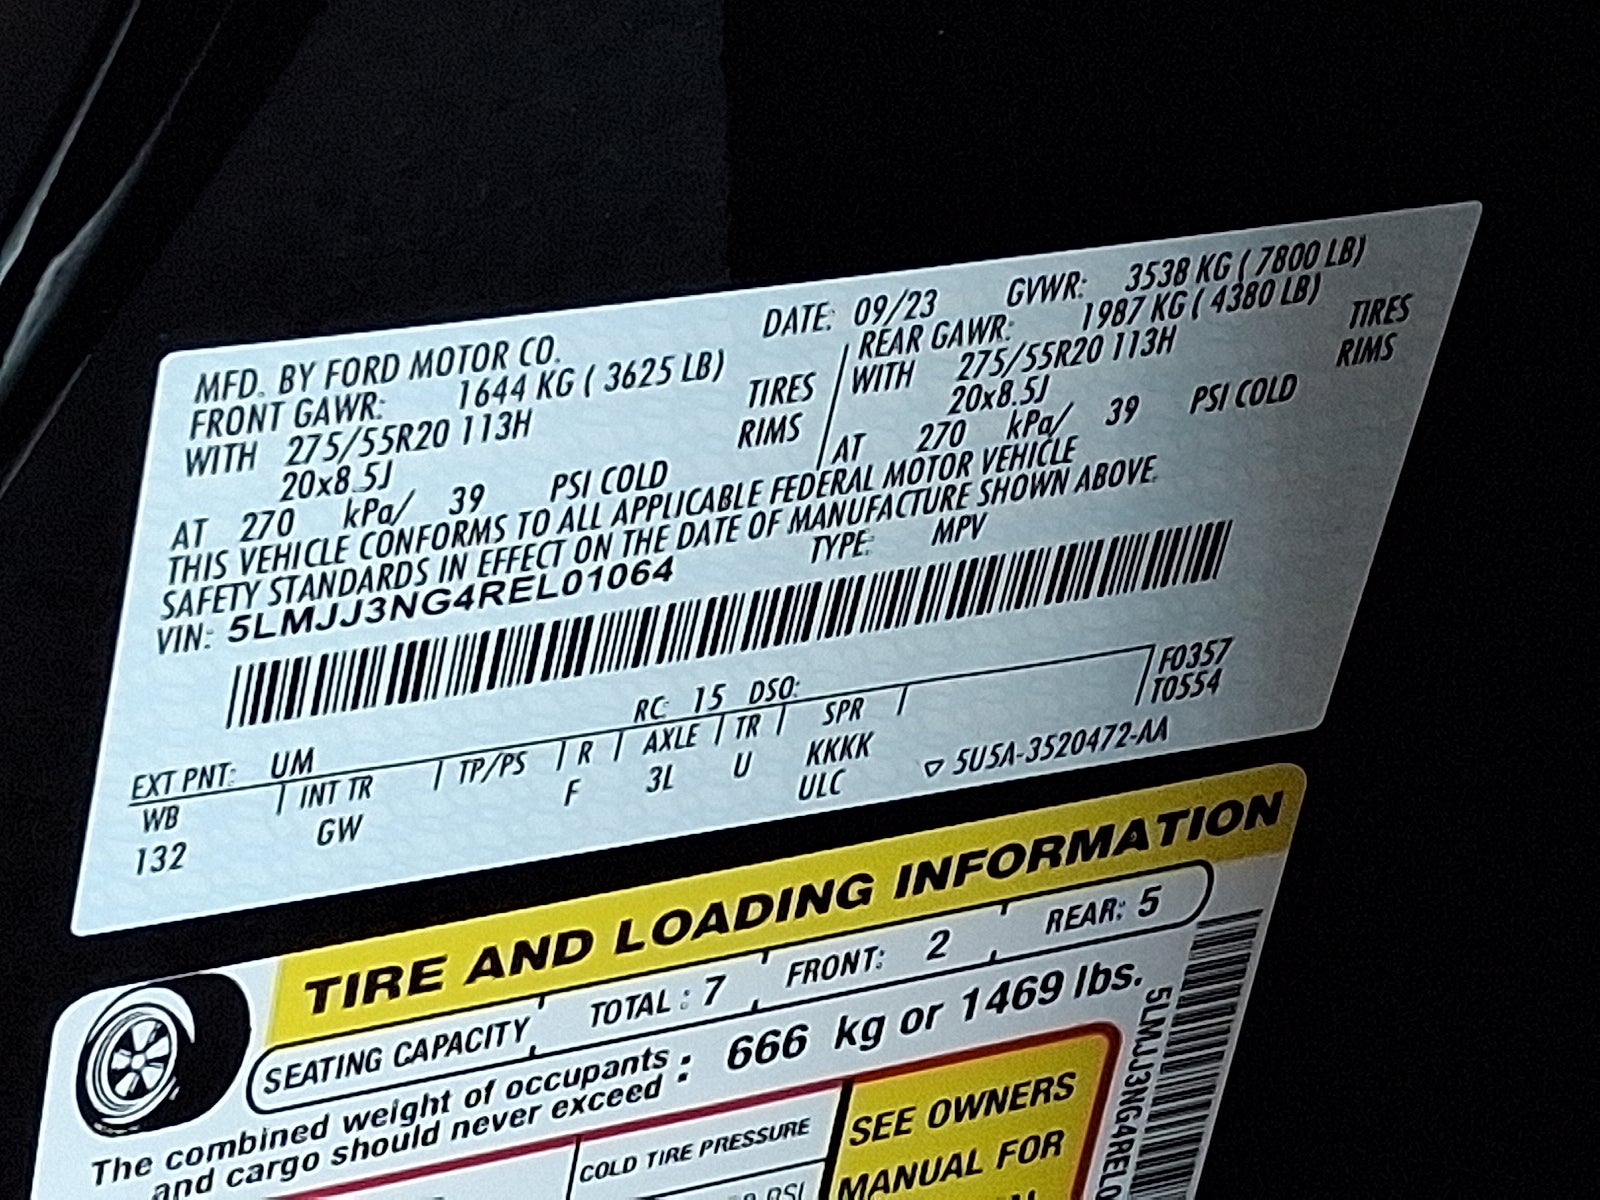 MFD. BY FORD MOTOR CO.
DATE: 09/23 GVWR: 3538 KG ( 7800 LB)
FRONT GAWR: 1644 KG ( 3625 LB)
WITH 275/55R20 113H TIRES
20x8.5J RIMS
AT 270 kPa/ 39 PSI COLD
REAR GAWR: 1987 KG ( 4380 LB)
WITH 275/55R20 113H TIRES
20x8.5J RIMS
AT 270 kPa/ 39 PSI COLD
THIS VEHICLE CONFORMS TO ALL APPLICABLE FEDERAL MOTOR VEHICLE
SAFETY STANDARDS IN EFFECT ON THE DATE OF MANUFACTURE SHOWN ABOVE.
VIN: 5LMJJ3NG4REL01064
TYPE: MPV
EXT PNT: UM RC: 15 DSO:
F0357
T0554
WB INT TR TP/PS R AXLE TR SPR
132 GW F 3L U KKKK
ULC
5U5A-3520472-AA
TIRE AND LOADING INFORMATION
SEATING CAPACITY TOTAL : 7 FRONT: 2 REAR: 5
The combined weight of occupants
and cargo should never exceed : 666 kg or 1469 lbs.
COLD TIRE PRESSURE
PSI
SEE OWNERS
MANUAL FOR
5LMJJ3NG4REL0